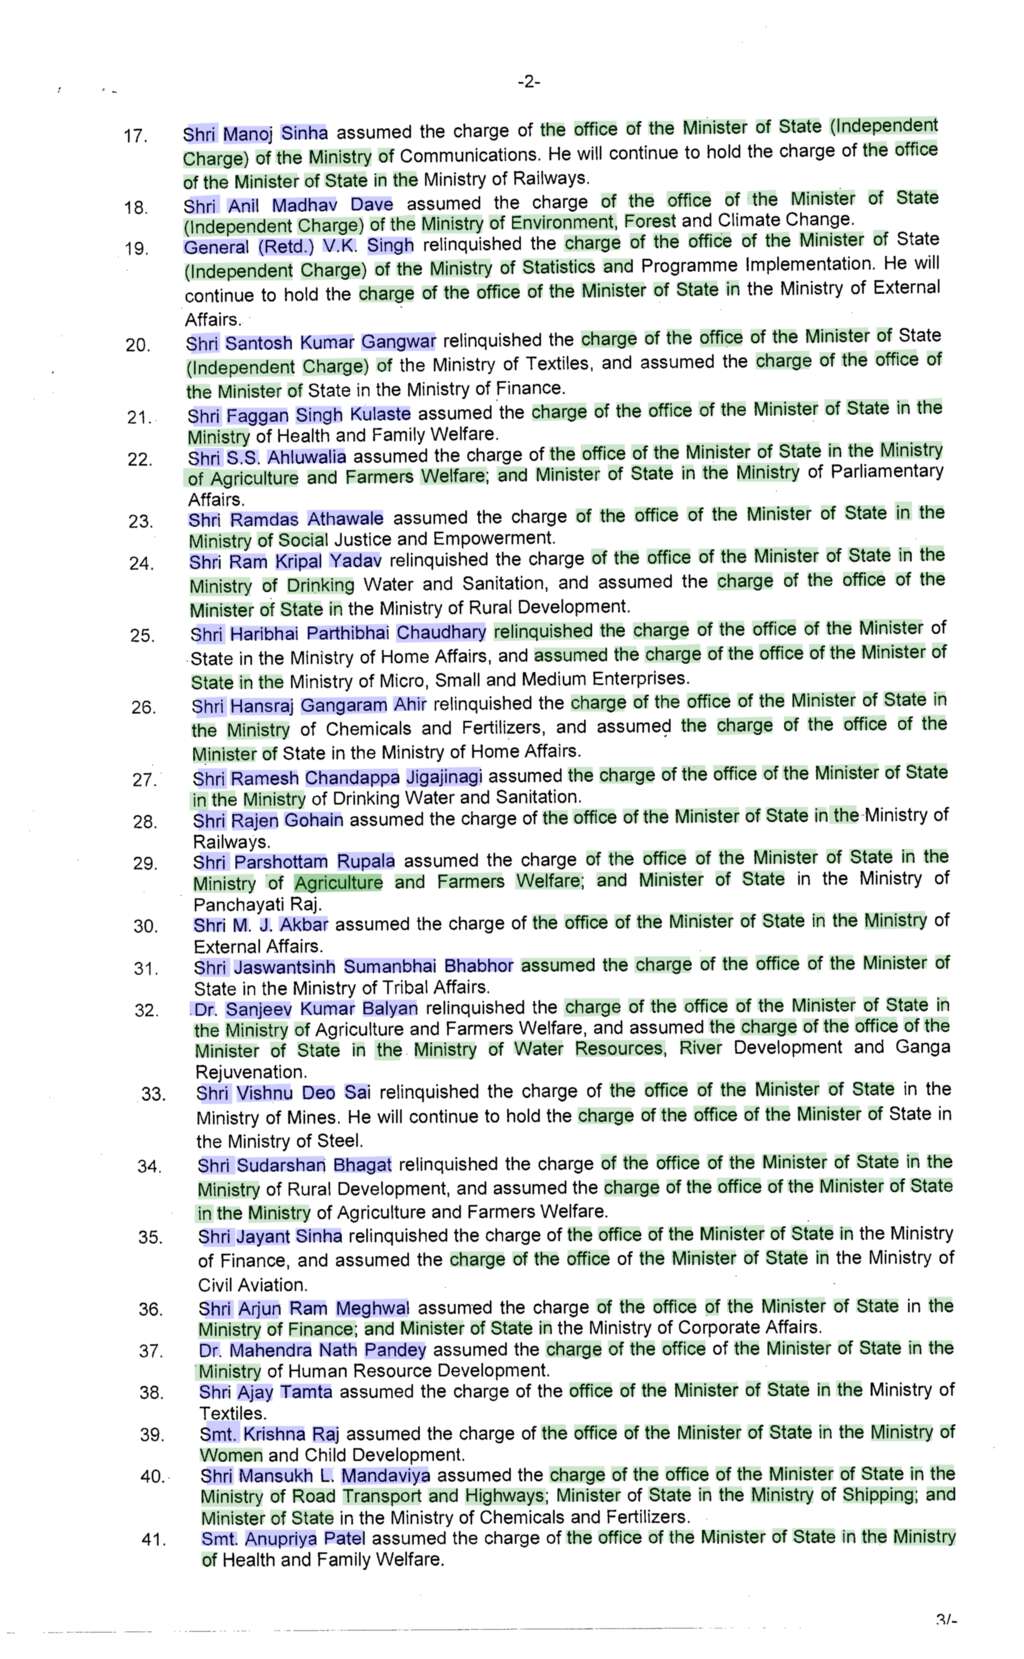 -2-
17. Shri Manoj Sinha assumed the charge of the office of the Minister of State (Independent
Charge) of the Ministry of Communications. He will continue to hold the charge of the office
of the Minister of State in the Ministry of Railways.
18. Shri Anil Madhav Dave assumed the charge of the office of the Minister of State
(Independent Charge) of the Ministry of Environment, Forest and Climate Change.
19. General (Retd.) V.K. Singh relinquished the charge of the office of the Minister of State
(Independent Charge) of the Ministry of Statistics and Programme Implementation. He will
continue to hold the charge of the office of the Minister of State in the Ministry of External
Affairs.
20. Shri Santosh Kumar Gangwar relinquished the charge of the office of the Minister of State
(Independent Charge) of the Ministry of Textiles, and assumed the charge of the office of
the Minister of State in the Ministry of Finance.
21. Shri Faggan Singh Kulaste assumed the charge of the office of the Minister of State in the
Ministry of Health and Family Welfare.
22. Shri S.S. Ahluwalia assumed the charge of the office of the Minister of State in the Ministry
of Agriculture and Farmers Welfare; and Minister of State in the Ministry of Parliamentary
Affairs.
23. Shri Ramdas Athawale assumed the charge of the office of the Minister of State in the
Ministry of Social Justice and Empowerment.
24. Shri Ram Kripal Yadav relinquished the charge of the office of the Minister of State in the
Ministry of Drinking Water and Sanitation, and assumed the charge of the office of the
Minister of State in the Ministry of Rural Development.
25. Shri Haribhai Parthibhai Chaudhary relinquished the charge of the office of the Minister of
State in the Ministry of Home Affairs, and assumed the charge of the office of the Minister of
State in the Ministry of Micro, Small and Medium Enterprises.
26. Shri Hansraj Gangaram Ahir relinquished the charge of the office of the Minister of State in
the Ministry of Chemicals and Fertilizers, and assumed the charge of the office of the
Minister of State in the Ministry of Home Affairs.
27. Shri Ramesh Chandappa Jigajinagi assumed the charge of the office of the Minister of State
in the Ministry of Drinking Water and Sanitation.
28. Shri Rajen Gohain assumed the charge of the office of the Minister of State in the Ministry of
Railways.
29. Shri Parshottam Rupala assumed the charge of the office of the Minister of State in the
Ministry of Agriculture and Farmers Welfare; and Minister of State in the Ministry of
Panchayati Raj.
30. Shri M. J. Akbar assumed the charge of the office of the Minister of State in the Ministry of
External Affairs.
31. Shri Jaswantsinh Sumanbhai Bhabhor assumed the charge of the office of the Minister of
State in the Ministry of Tribal Affairs.
32. Dr. Sanjeev Kumar Balyan relinquished the charge of the office of the Minister of State in
the Ministry of Agriculture and Farmers Welfare, and assumed the charge of the office of the
Minister of State in the Ministry of Water Resources, River Development and Ganga
Rejuvenation.
33. Shri Vishnu Deo Sai relinquished the charge of the office of the Minister of State in the
Ministry of Mines. He will continue to hold the charge of the office of the Minister of State in
the Ministry of Steel.
34. Shri Sudarshan Bhagat relinquished the charge of the office of the Minister of State in the
Ministry of Rural Development, and assumed the charge of the office of the Minister of State
in the Ministry of Agriculture and Farmers Welfare.
35. Shri Jayant Sinha relinquished the charge of the office of the Minister of State in the Ministry
of Finance, and assumed the charge of the office of the Minister of State in the Ministry of
Civil Aviation.
36. Shri Arjun Ram Meghwal assumed the charge of the office of the Minister of State in the
Ministry of Finance; and Minister of State in the Ministry of Corporate Affairs.
37. Dr. Mahendra Nath Pandey assumed the charge of the office of the Minister of State in the
Ministry of Human Resource Development.
38. Shri Ajay Tamta assumed the charge of the office of the Minister of State in the Ministry of
Textiles.
39. Smt. Krishna Raj assumed the charge of the office of the Minister of State in the Ministry of
Women and Child Development.
40. Shri Mansukh L. Mandaviya assumed the charge of the office of the Minister of State in the
Ministry of Road Transport and Highways; Minister of State in the Ministry of Shipping; and
Minister of State in the Ministry of Chemicals and Fertilizers.
41. Smt. Anupriya Patel assumed the charge of the office of the Minister of State in the Ministry
of Health and Family Welfare.
3/-